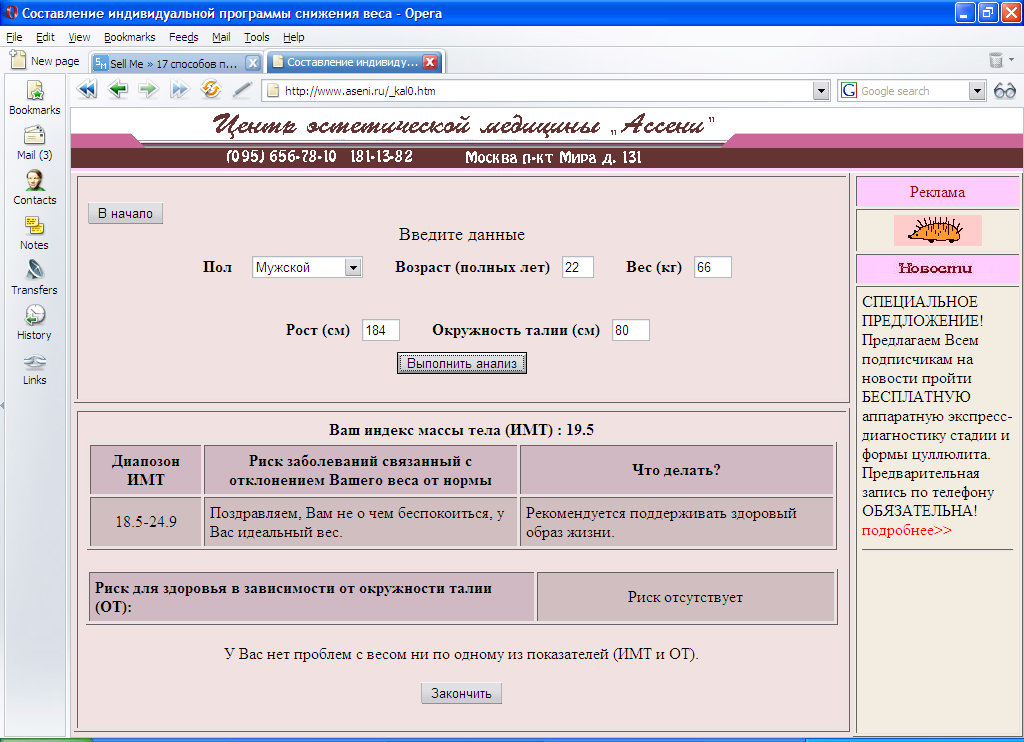 Составление индивидуальной программы снижения веса - Opera
File Edit View Bookmarks Feeds Mail Tools Help
New page
Sell Me » 17 способов п...
Составление индивиду...
http://www.aseni.ru/_kal0.htm
Google search
Bookmarks
Mail (3)
Contacts
Notes
Transfers
History
Links
Центр эстетической медицины „Ассени"
(095) 656-78-10 181-13-82 Москва п-кт Мира д. 131
В начало
Введите данные
Пол Мужской Возраст (полных лет) 22 Вес (кг) 66
Рост (см) 184 Окружность талии (см) 80
Выполнить анализ
Ваш индекс массы тела (ИМТ) : 19.5
Диапозон
ИМТ
Риск заболеваний связанный с
отклонением Вашего веса от нормы
Что делать?
18.5-24.9
Поздравляем, Вам не о чем беспокоиться, у
Вас идеальный вес.
Рекомендуется поддерживать здоровый
образ жизни.
Риск для здоровья в зависимости от окружности талии
(ОТ):
Риск отсутствует
У Вас нет проблем с весом ни по одному из показателей (ИМТ и ОТ).
Закончить
Реклама
Новости
СПЕЦИАЛЬНОЕ
ПРЕДЛОЖЕНИЕ!
Предлагаем Всем
подписчикам на
новости пройти
БЕСПЛАТНУЮ
аппаратную экспресс-
диагностику стадии и
формы цуллюлита.
Предварительная
запись по телефону
ОБЯЗАТЕЛЬНА!
подробнее>>